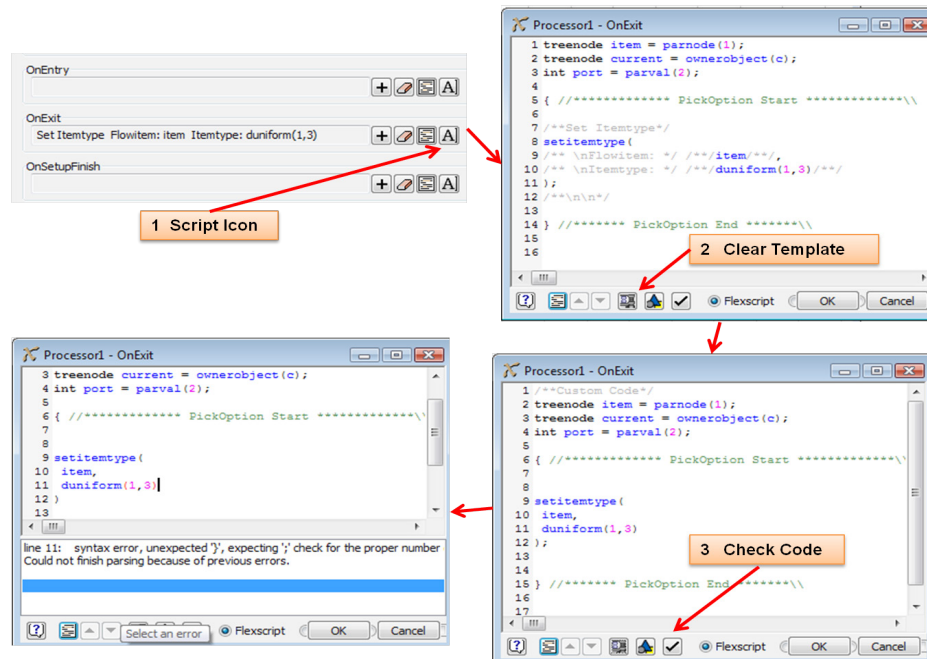 OnEntry
OnExit
Set Itemtype Flowitem: item Itemtype: duniform(1,3)
OnSetupFinish
1 Script Icon
Processor1 - OnExit
1 treenode item = parnode(1);
2 treenode current = ownerobject(c);
3 int port = parval(2);
4
5 { //************* PickOption Start *************\\
6
7 /**Set Itemtype*/
8 setitemtype(
9 /** \nFlowitem: */ /**/item/**/,
10 /** \nItemtype: */ /**/duniform(1,3)/**/
11 );
12 /**\n\n*/
13
14 } //******* PickOption End *******\\
15
16
2 Clear Template
Flexscript OK Cancel
Processor1 - OnExit
3 treenode current = ownerobject(c);
4 int port = parval(2);
5
6 { //************* PickOption Start *************\
7
8
9 setitemtype(
10 item,
11 duniform(1,3)
12 )
13
line 11: syntax error, unexpected '}', expecting ';' check for the proper number
Could not finish parsing because of previous errors.
Select an error
Flexscript OK Cancel
Processor1 - OnExit
1 /**Custom Code*/
2 treenode item = parnode(1);
3 treenode current = ownerobject(c);
4 int port = parval(2);
5
6 { //************* PickOption Start *************\
7
8
9 setitemtype(
10 item,
11 duniform(1,3)
12 );
13
14
15 } //******* PickOption End *******\\
16
17
3 Check Code
Flexscript OK Cancel